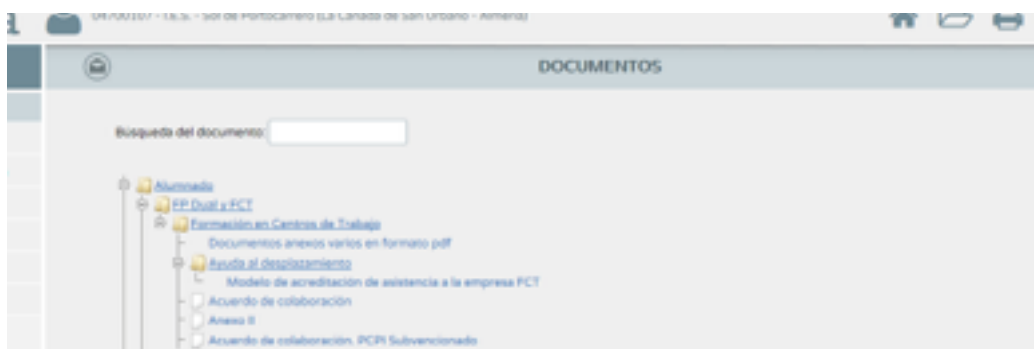 04700107 - I.E.S. - Sol de Portocarrero (La Cañada de San Urbano - Almería)
DOCUMENTOS
Búsqueda del documento:
Alumnado
FP Dual y FCT
Formación en Centros de Trabajo
Documentos anexos varios en formato pdf
Ayuda al desplazamiento
Modelo de acreditación de asistencia a la empresa FCT
Acuerdo de colaboración
Anexo II
Acuerdo de colaboración. PCPI Subvencionado